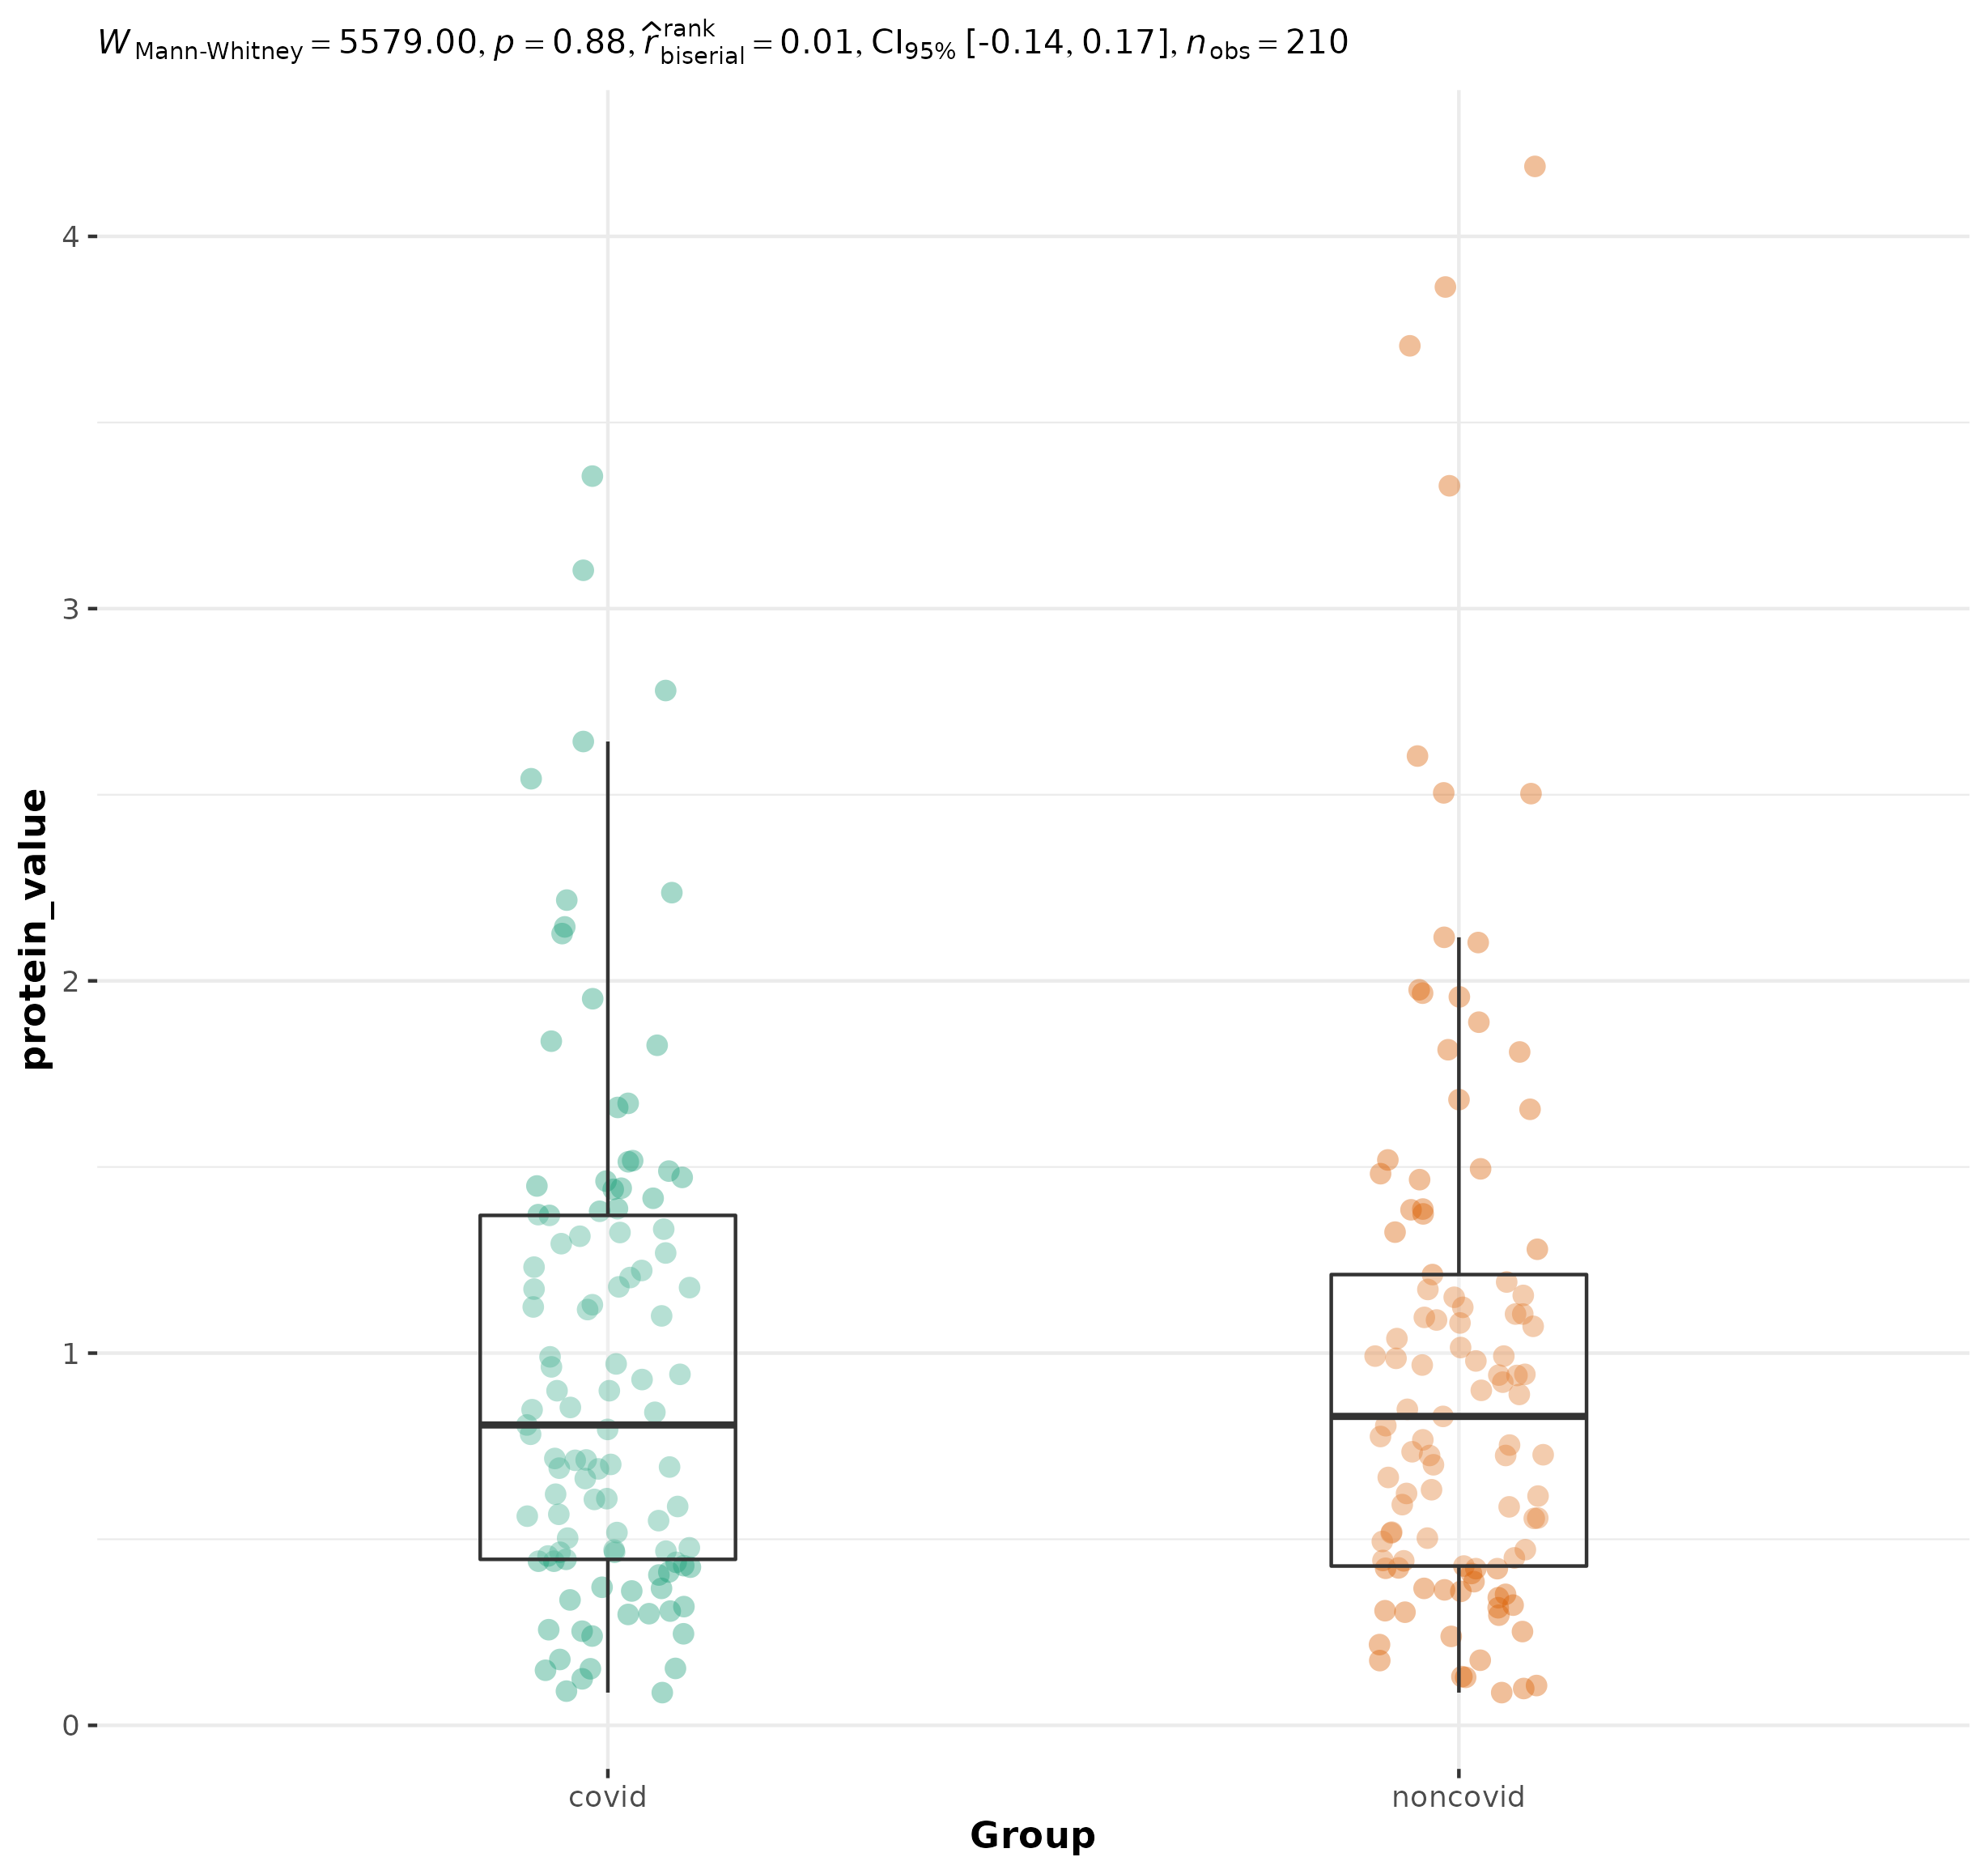 W Mann-Whitney = 5579.00, p = 0.88, r̂ rank biserial = 0.01, CI95% [-0.14, 0.17], nobs = 210
4
3
2
1
0
protein_value
covid noncovid
Group